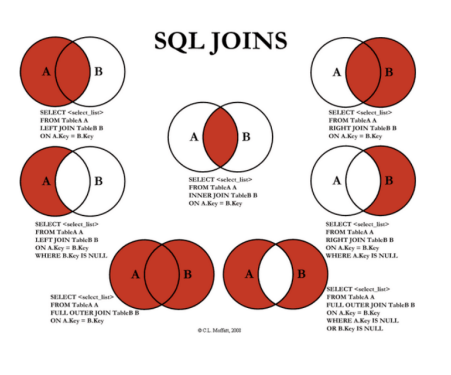 SQL JOINS
A B
SELECT <select_list>
FROM TableA A
LEFT JOIN TableB B
ON A.Key = B.Key
A B
SELECT <select_list>
FROM TableA A
RIGHT JOIN TableB B
ON A.Key = B.Key
A B
SELECT <select_list>
FROM TableA A
INNER JOIN TableB B
ON A.Key = B.Key
A B
SELECT <select_list>
FROM TableA A
LEFT JOIN TableB B
ON A.Key = B.Key
WHERE B.Key IS NULL
A B
SELECT <select_list>
FROM TableA A
RIGHT JOIN TableB B
ON A.Key = B.Key
WHERE A.Key IS NULL
A B
SELECT <select_list>
FROM TableA A
FULL OUTER JOIN TableB B
ON A.Key = B.Key
A B
SELECT <select_list>
FROM TableA A
FULL OUTER JOIN TableB B
ON A.Key = B.Key
WHERE A.Key IS NULL
OR B.Key IS NULL
© C.L. Moffatt, 2008